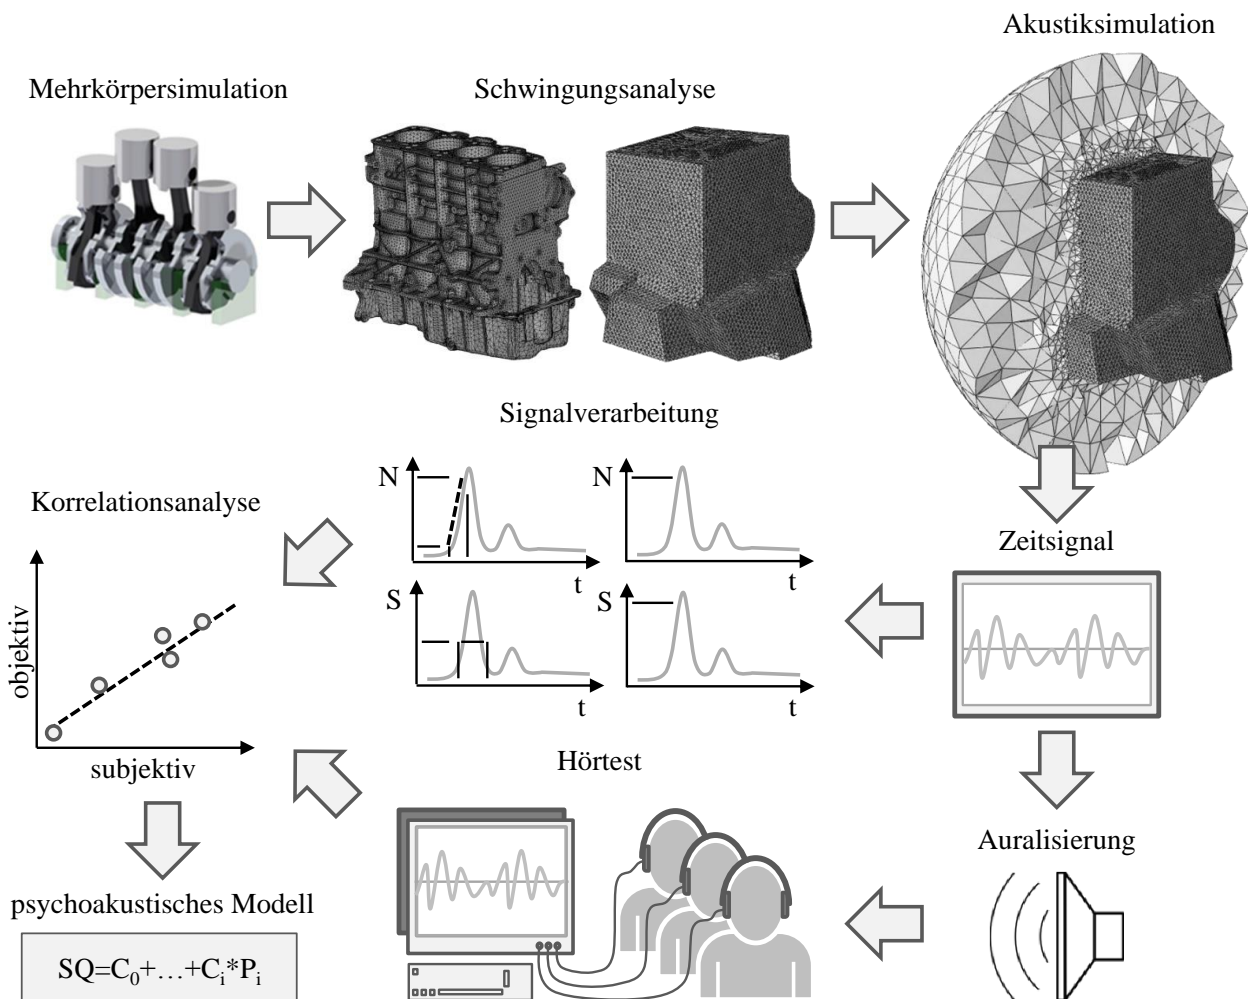 Akustiksimulation
Mehrkörpersimulation
Schwingungsanalyse
Signalverarbeitung
N
t
N
t
S
t
S
t
Korrelationsanalyse
objektiv
subjektiv
Zeitsignal
Hörtest
Auralisierung
psychoakustisches Modell
SQ=C₀+…+Cᵢ*Pᵢ